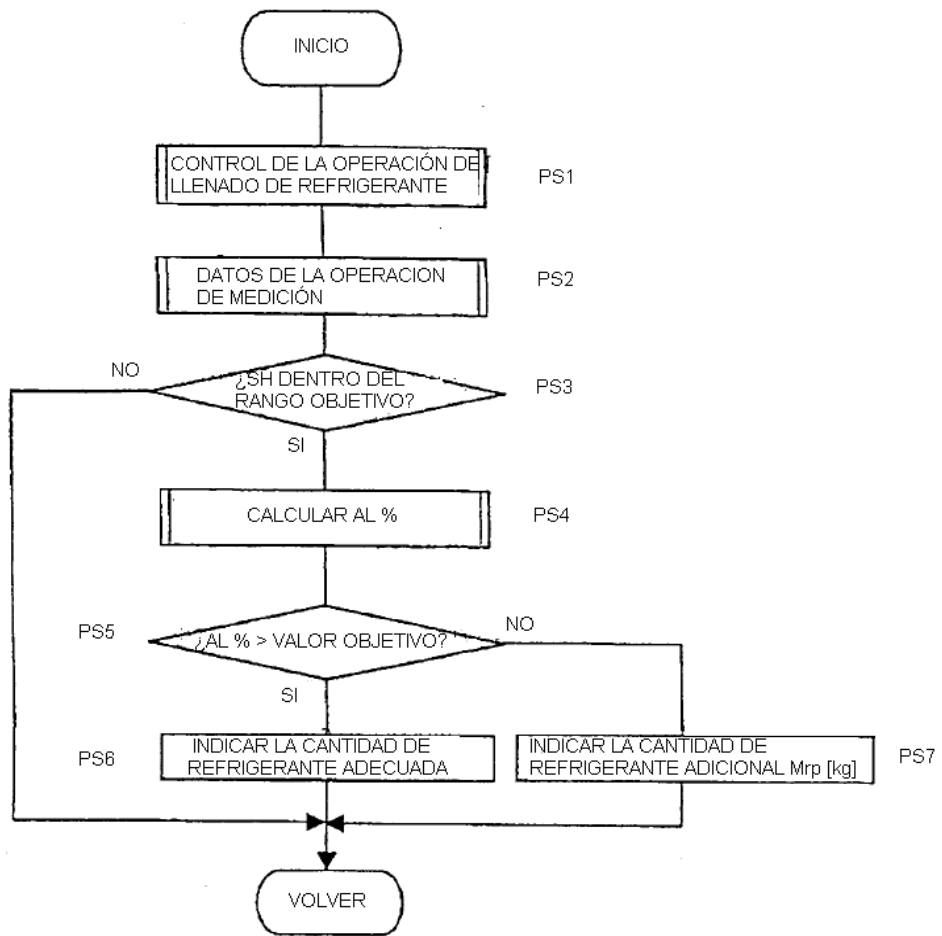 INICIO
CONTROL DE LA OPERACIÓN DE
LLENADO DE REFRIGERANTE
PS1
DATOS DE LA OPERACION
DE MEDICIÓN
PS2
NO
¿SH DENTRO DEL
RANGO OBJETIVO?
PS3
SI
CALCULAR AL %
PS4
PS5
¿AL % > VALOR OBJETIVO?
NO
SI
PS6
INDICAR LA CANTIDAD DE
REFRIGERANTE ADECUADA
INDICAR LA CANTIDAD DE
REFRIGERANTE ADICIONAL Mrp [kg]
PS7
VOLVER